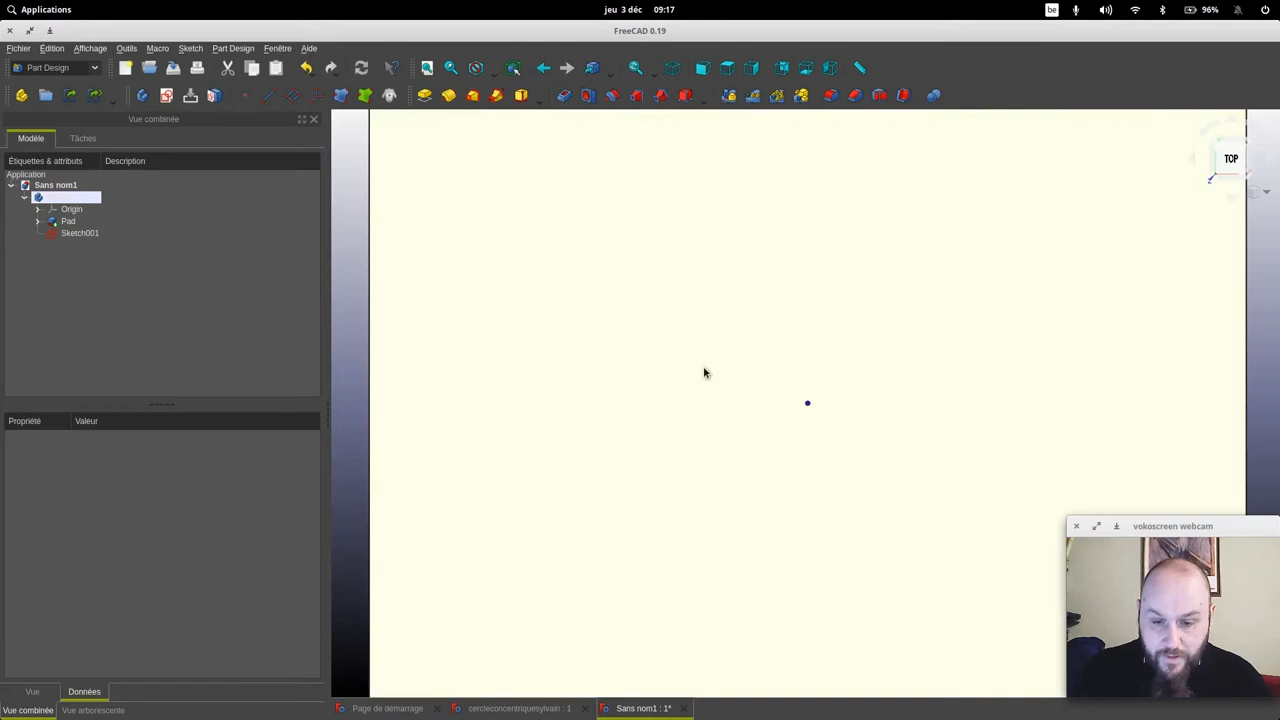 Applications
jeu 3 déc 09:17
be
96%
FreeCAD 0.19
Fichier Édition Affichage Outils Macro Sketch Part Design Fenêtre Aide
Part Design
Vue combinée
Modèle Tâches
Étiquettes & attributs Description
Application
Sans nom1
Origin
Pad
Sketch001
TOP
Z
Propriété Valeur
vokoscreen webcam
Vue Données
Vue combinée Vue arborescente
Page de démarrage cercleconcentriquesylvain : 1 Sans nom1 : 1*